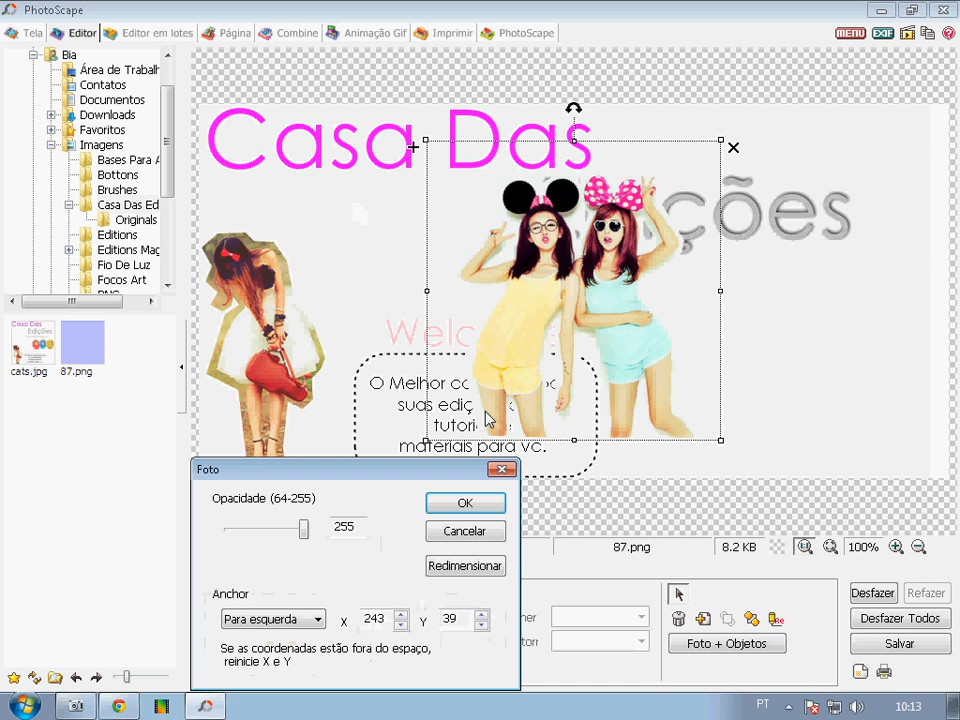 PhotoScape
Tela
Editor
Editor em lotes
Página
Combine
Animação Gif
Imprimir
PhotoScape
MENU
EXIF
Bia
Área de Trabalh
Contatos
Documentos
Downloads
Favoritos
Imagens
Bases Para A
Bottons
Brushes
Casa Das Ed
Originals
Editions
Editions Mag
Fio De Luz
Focos Art
cats.jpg
87.png
Casa Das
ções
Welc
O Melhor co
suas ediç
tutori
materiais para vc.
Foto
Opacidade (64-255)
255
OK
Cancelar
Redimensionar
Anchor
Para esquerda
X
243
Y
39
Se as coordenadas estão fora do espaço,
reinicie X e Y
87.png
8.2 KB
100%
Foto + Objetos
Desfazer
Refazer
Desfazer Todos
Salvar
PT
10:13